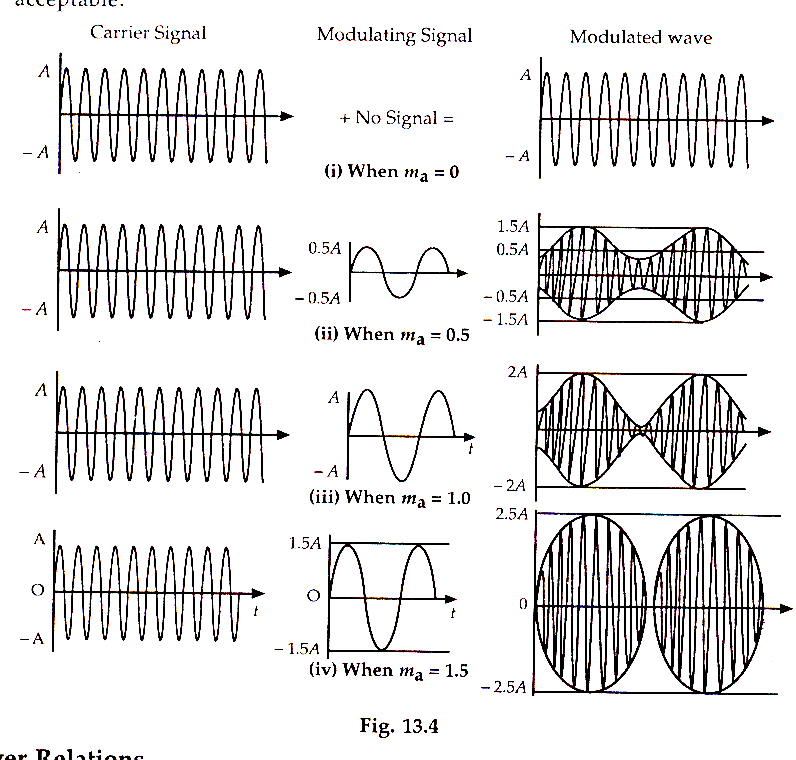 acceptable.
Carrier Signal
Modulating Signal
Modulated wave
A
– A
+ No Signal =
A
– A
(i) When mₐ = 0
A
– A
0.5A
– 0.5A
1.5A
0.5A
– 0.5A
– 1.5A
(ii) When mₐ = 0.5
A
– A
A
– A
t
2A
– 2A
(iii) When mₐ = 1.0
A
O
– A
t
1.5A
O
– 1.5A
t
2.5A
0
– 2.5A
(iv) When mₐ = 1.5
Fig. 13.4
Relations